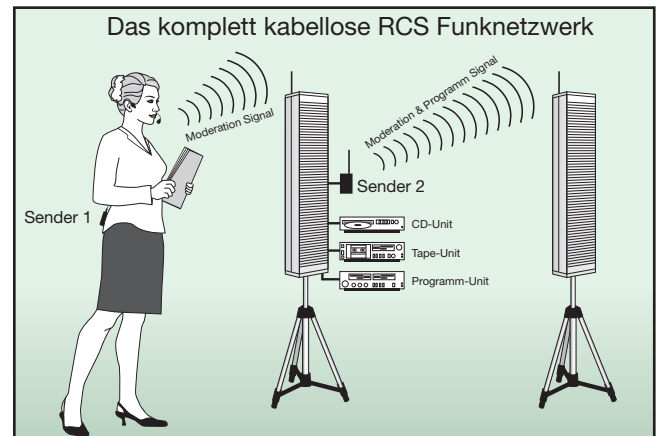 Das komplett kabellose RCS Funknetzwerk
Moderation Signal
Moderation & Programm Signal
Sender 1
Sender 2
CD-Unit
Tape-Unit
Programm-Unit